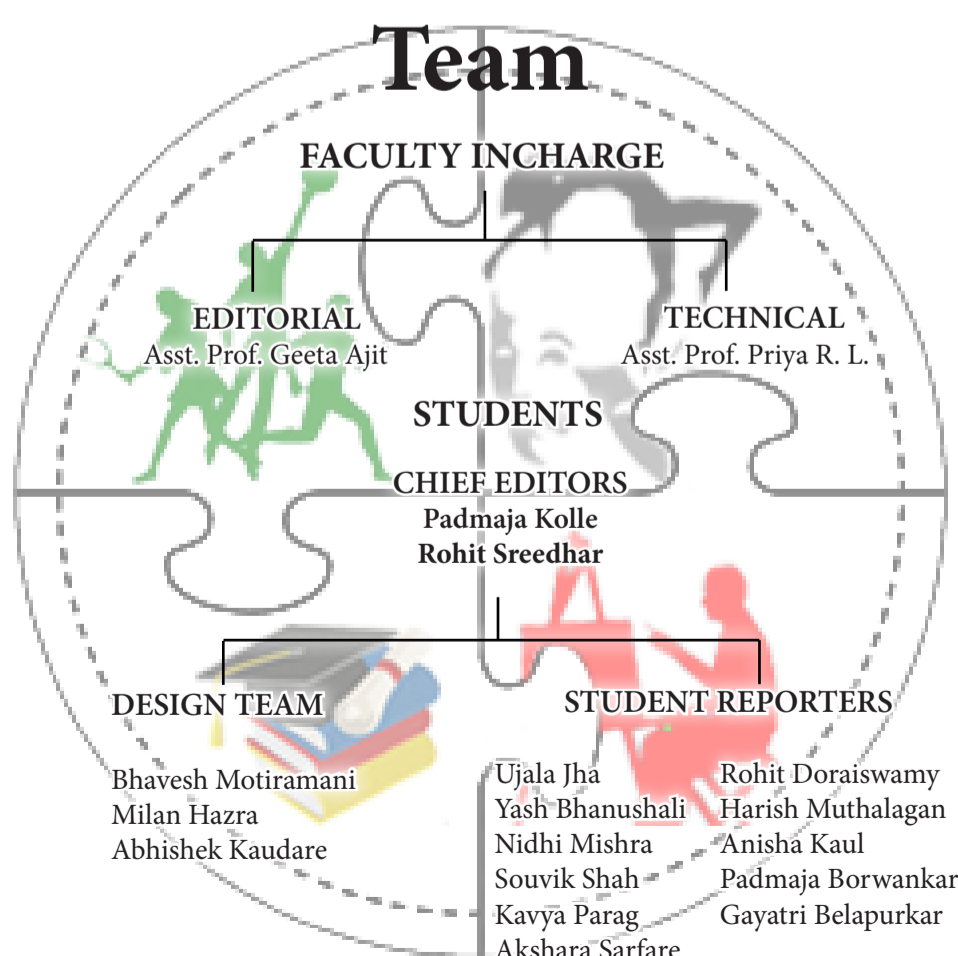 Team
FACULTY INCHARGE
EDITORIAL
Asst. Prof. Geeta Ajit
TECHNICAL
Asst. Prof. Priya R. L.
STUDENTS
CHIEF EDITORS
Padmaja Kolle
Rohit Sreedhar
DESIGN TEAM
Bhavesh Motiramani
Milan Hazra
Abhishek Kaudare
STUDENT REPORTERS
Ujala Jha
Yash Bhanushali
Nidhi Mishra
Souvik Shah
Kavya Parag
Akshara Sarfare
Rohit Doraiswamy
Harish Muthalagan
Anisha Kaul
Padmaja Borwankar
Gayatri Belapurkar